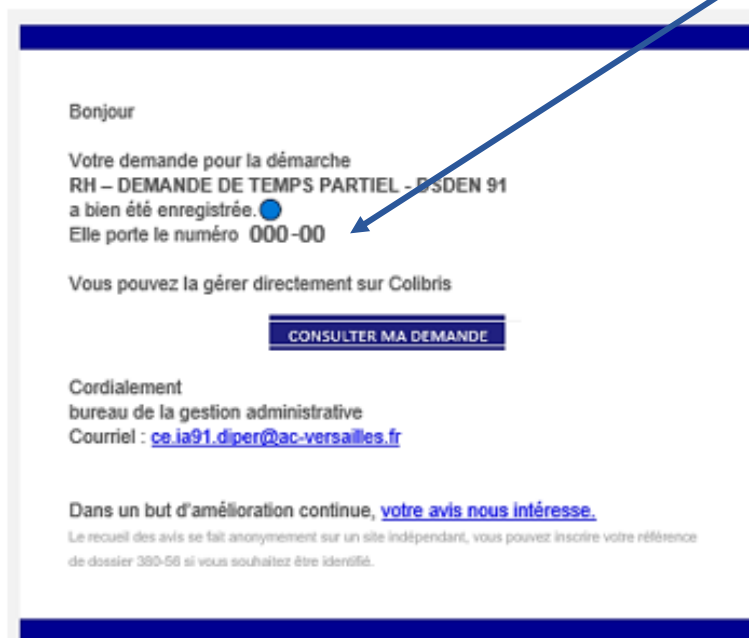 Bonjour
Votre demande pour la démarche
RH – DEMANDE DE TEMPS PARTIEL - DSDEN 91
a bien été enregistrée.
Elle porte le numéro 000-00
Vous pouvez la gérer directement sur Colibris
CONSULTER MA DEMANDE
Cordialement
bureau de la gestion administrative
Courriel : ce.ia91.diper@ac-versailles.fr
Dans un but d'amélioration continue, votre avis nous intéresse.
Le recueil des avis se fait anonymement sur un site indépendant, vous pouvez inscrire votre référence
de dossier 380-56 si vous souhaitez être identifié.